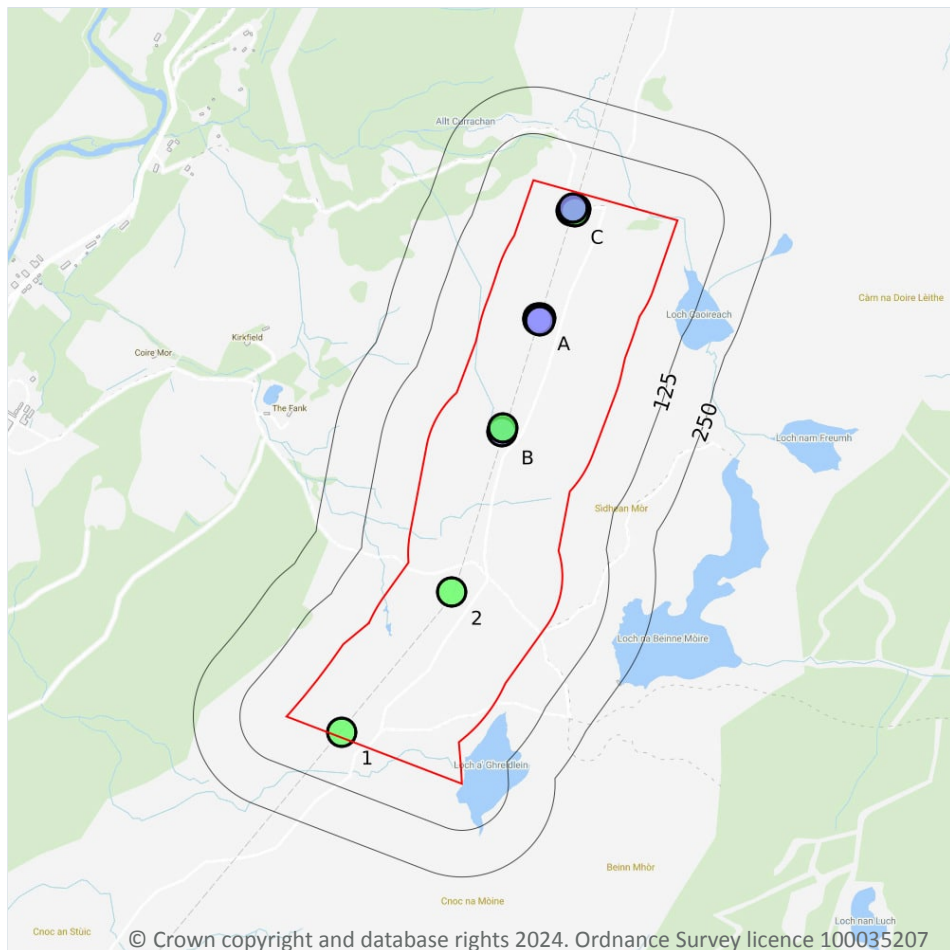 Allt Currachan
C
Càrn na Doire Lèithe
Loch Caoireach
Kirkfield
A
Coire Mor
125
The Fank
250
Loch nam Freumh
B
Sìdhean Mòr
2
Loch na Beinne Mòire
1
Loch a' Ghreidlein
Beinn Mhòr
Cnoc na Mòine
Loch nan Luch
Cnoc an Stùic
© Crown copyright and database rights 2024. Ordnance Survey licence 100035207